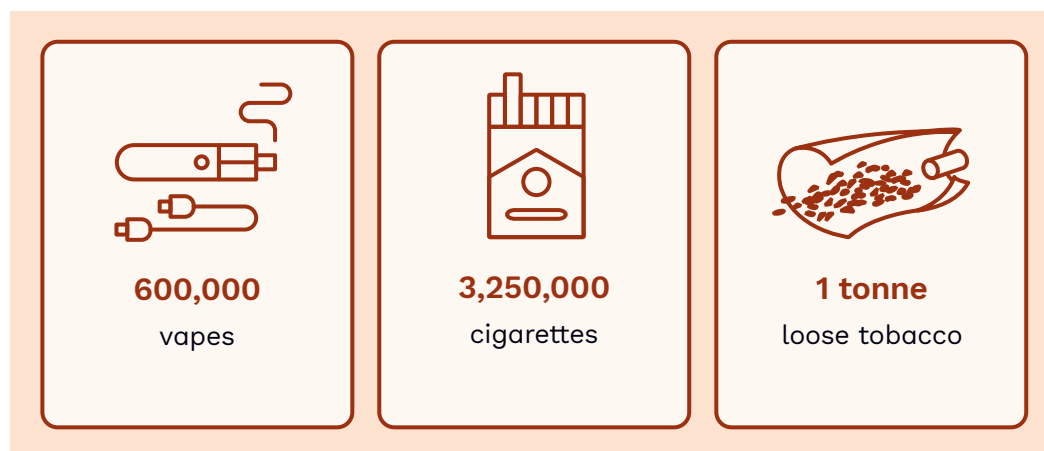 600,000
vapes
3,250,000
cigarettes
1 tonne
loose tobacco